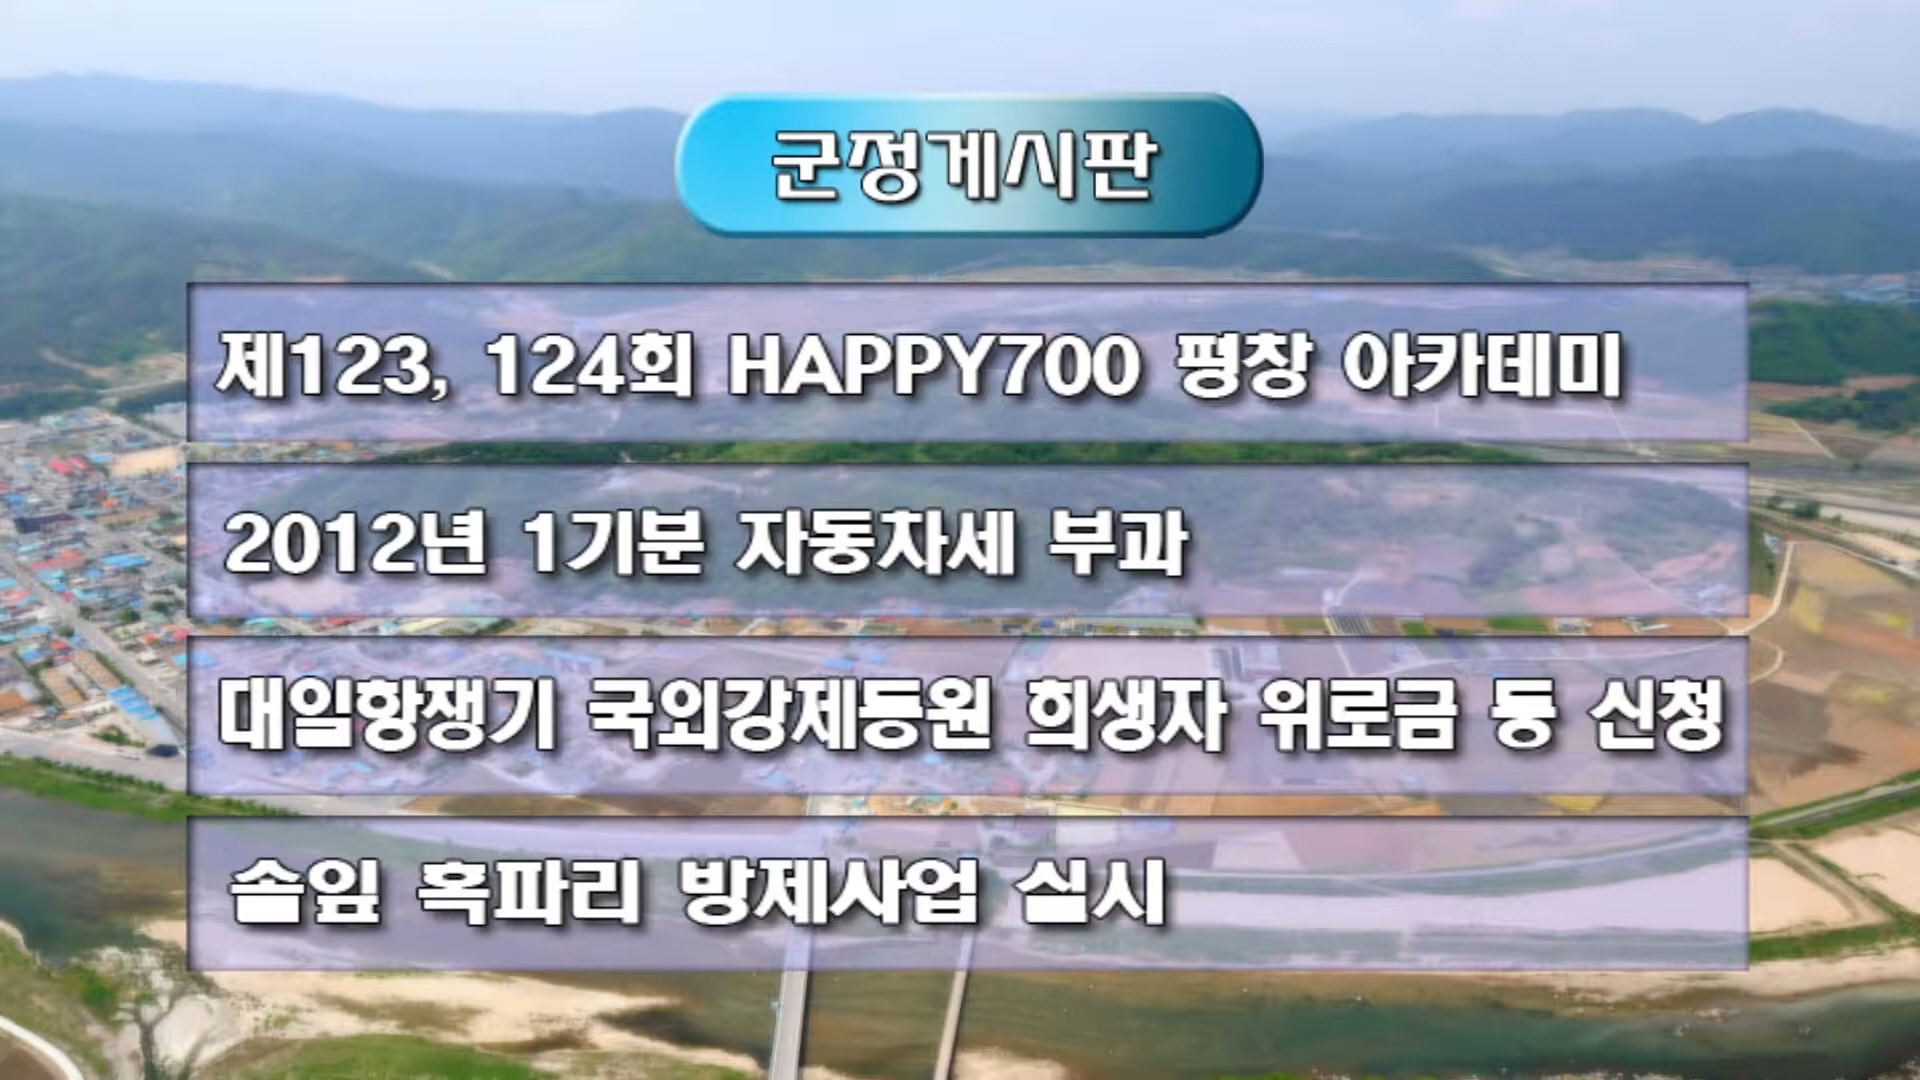 군정게시판
제123, 124회 HAPPY700 평창 아카데미
2012년 1기분 자동차세 부과
대일항쟁기 국외강제동원 희생자 위로금 등 신청
솔잎 혹파리 방제사업 실시